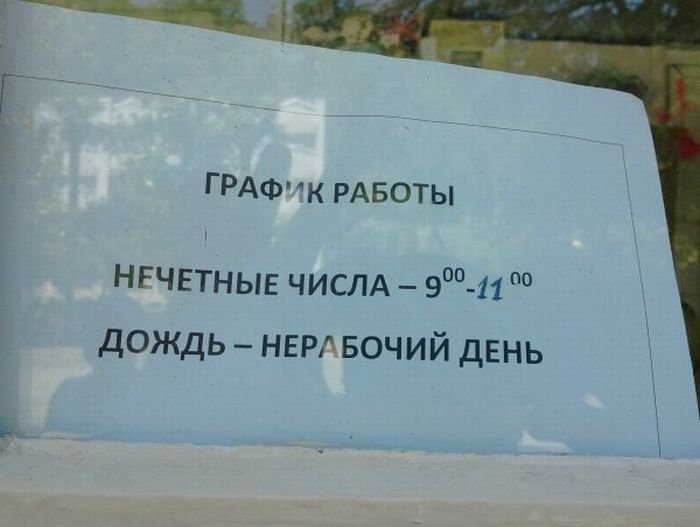 ГРАФИК РАБОТЫ
НЕЧЕТНЫЕ ЧИСЛА – 9⁰⁰-11⁰⁰
ДОЖДЬ – НЕРАБОЧИЙ ДЕНЬ